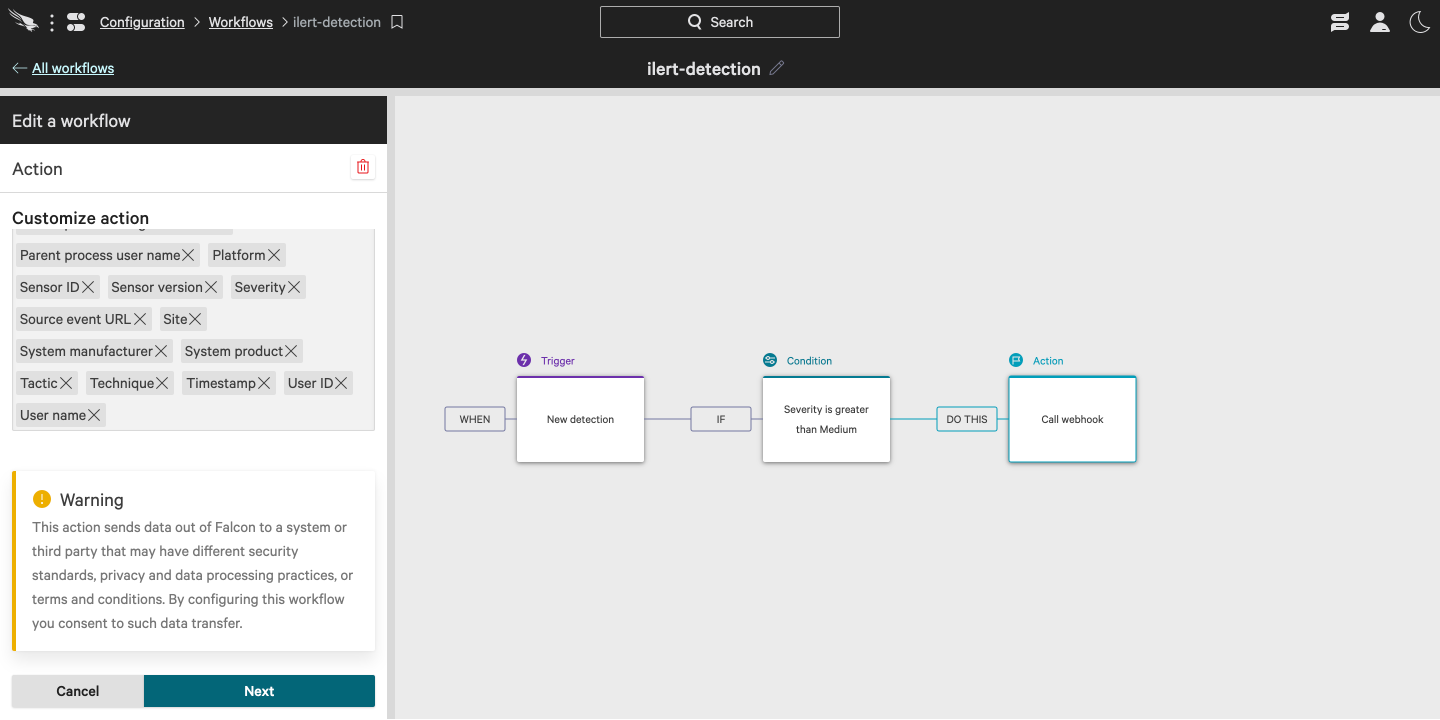 Configuration > Workflows > ilert-detection
Search
All workflows
ilert-detection
Edit a workflow
Action
Customize action
Parent process user name Platform
Sensor ID Sensor version Severity
Source event URL Site
System manufacturer System product
Tactic Technique Timestamp User ID
User name
Warning
This action sends data out of Falcon to a system or
third party that may have different security
standards, privacy and data processing practices, or
terms and conditions. By configuring this workflow
you consent to such data transfer.
Cancel Next
WHEN
Trigger
New detection
IF
Condition
Severity is greater
than Medium
DO THIS
Action
Call webhook